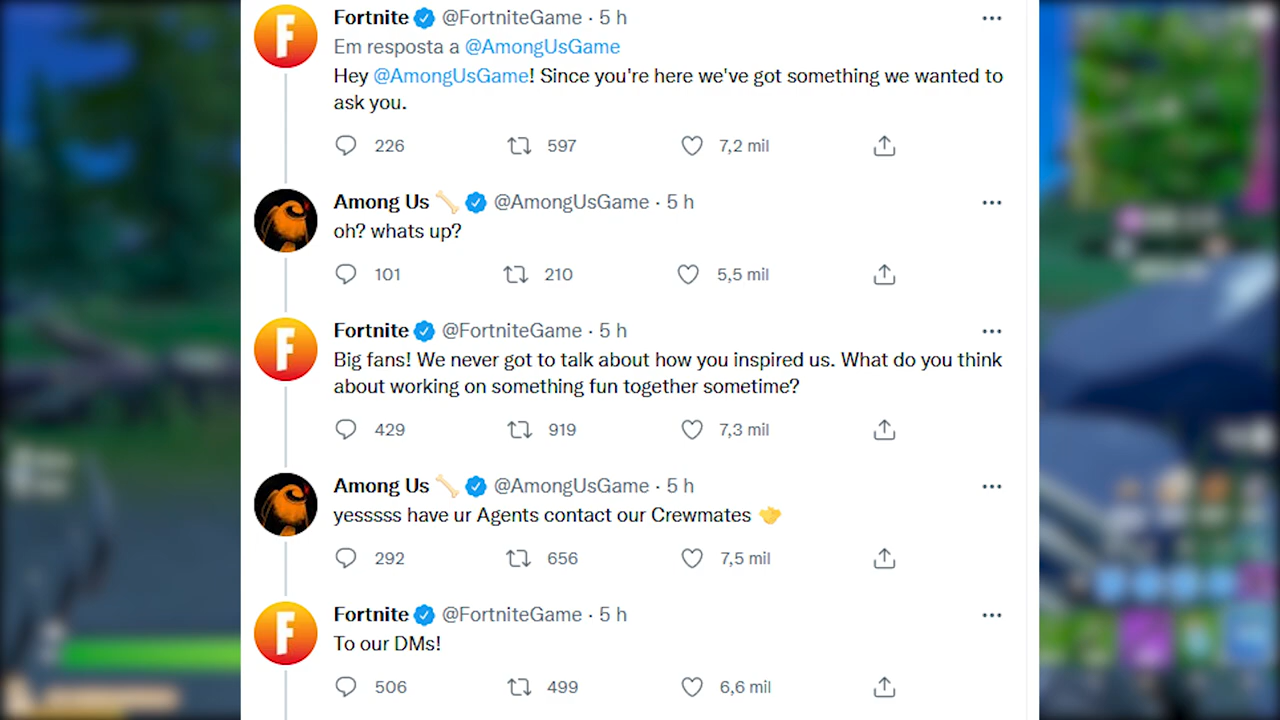 Fortnite @FortniteGame · 5 h
Em resposta a @AmongUsGame
Hey @AmongUsGame! Since you're here we've got something we wanted to
ask you.
226 597 7,2 mil
Among Us 🦴 @AmongUsGame · 5 h
oh? whats up?
101 210 5,5 mil
Fortnite @FortniteGame · 5 h
Big fans! We never got to talk about how you inspired us. What do you think
about working on something fun together sometime?
429 919 7,3 mil
Among Us 🦴 @AmongUsGame · 5 h
yesssss have ur Agents contact our Crewmates 🤝
292 656 7,5 mil
Fortnite @FortniteGame · 5 h
To our DMs!
506 499 6,6 mil